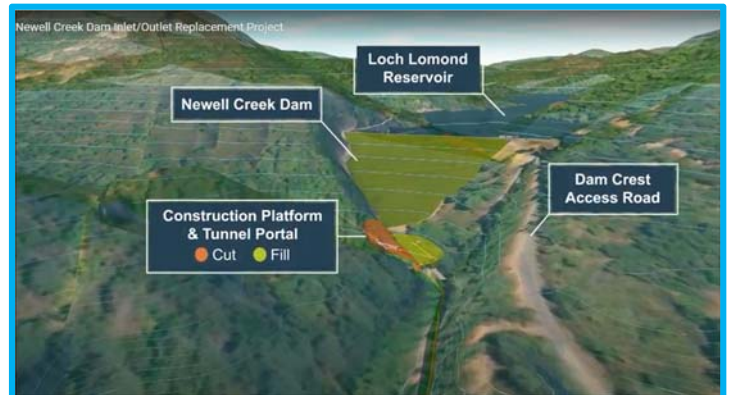 Newell Creek Dam Inlet/Outlet Replacement Project
Loch Lomond
Reservoir
Newell Creek Dam
Dam Crest
Access Road
Construction Platform
& Tunnel Portal
Cut Fill